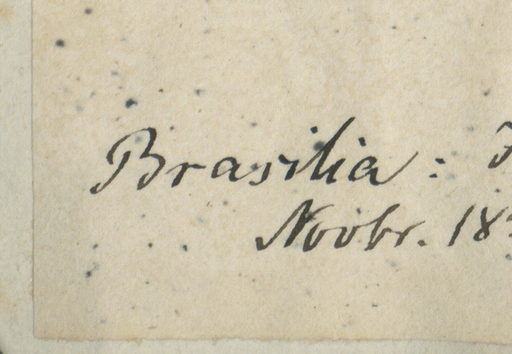 Brasilia :
Novbr. 18